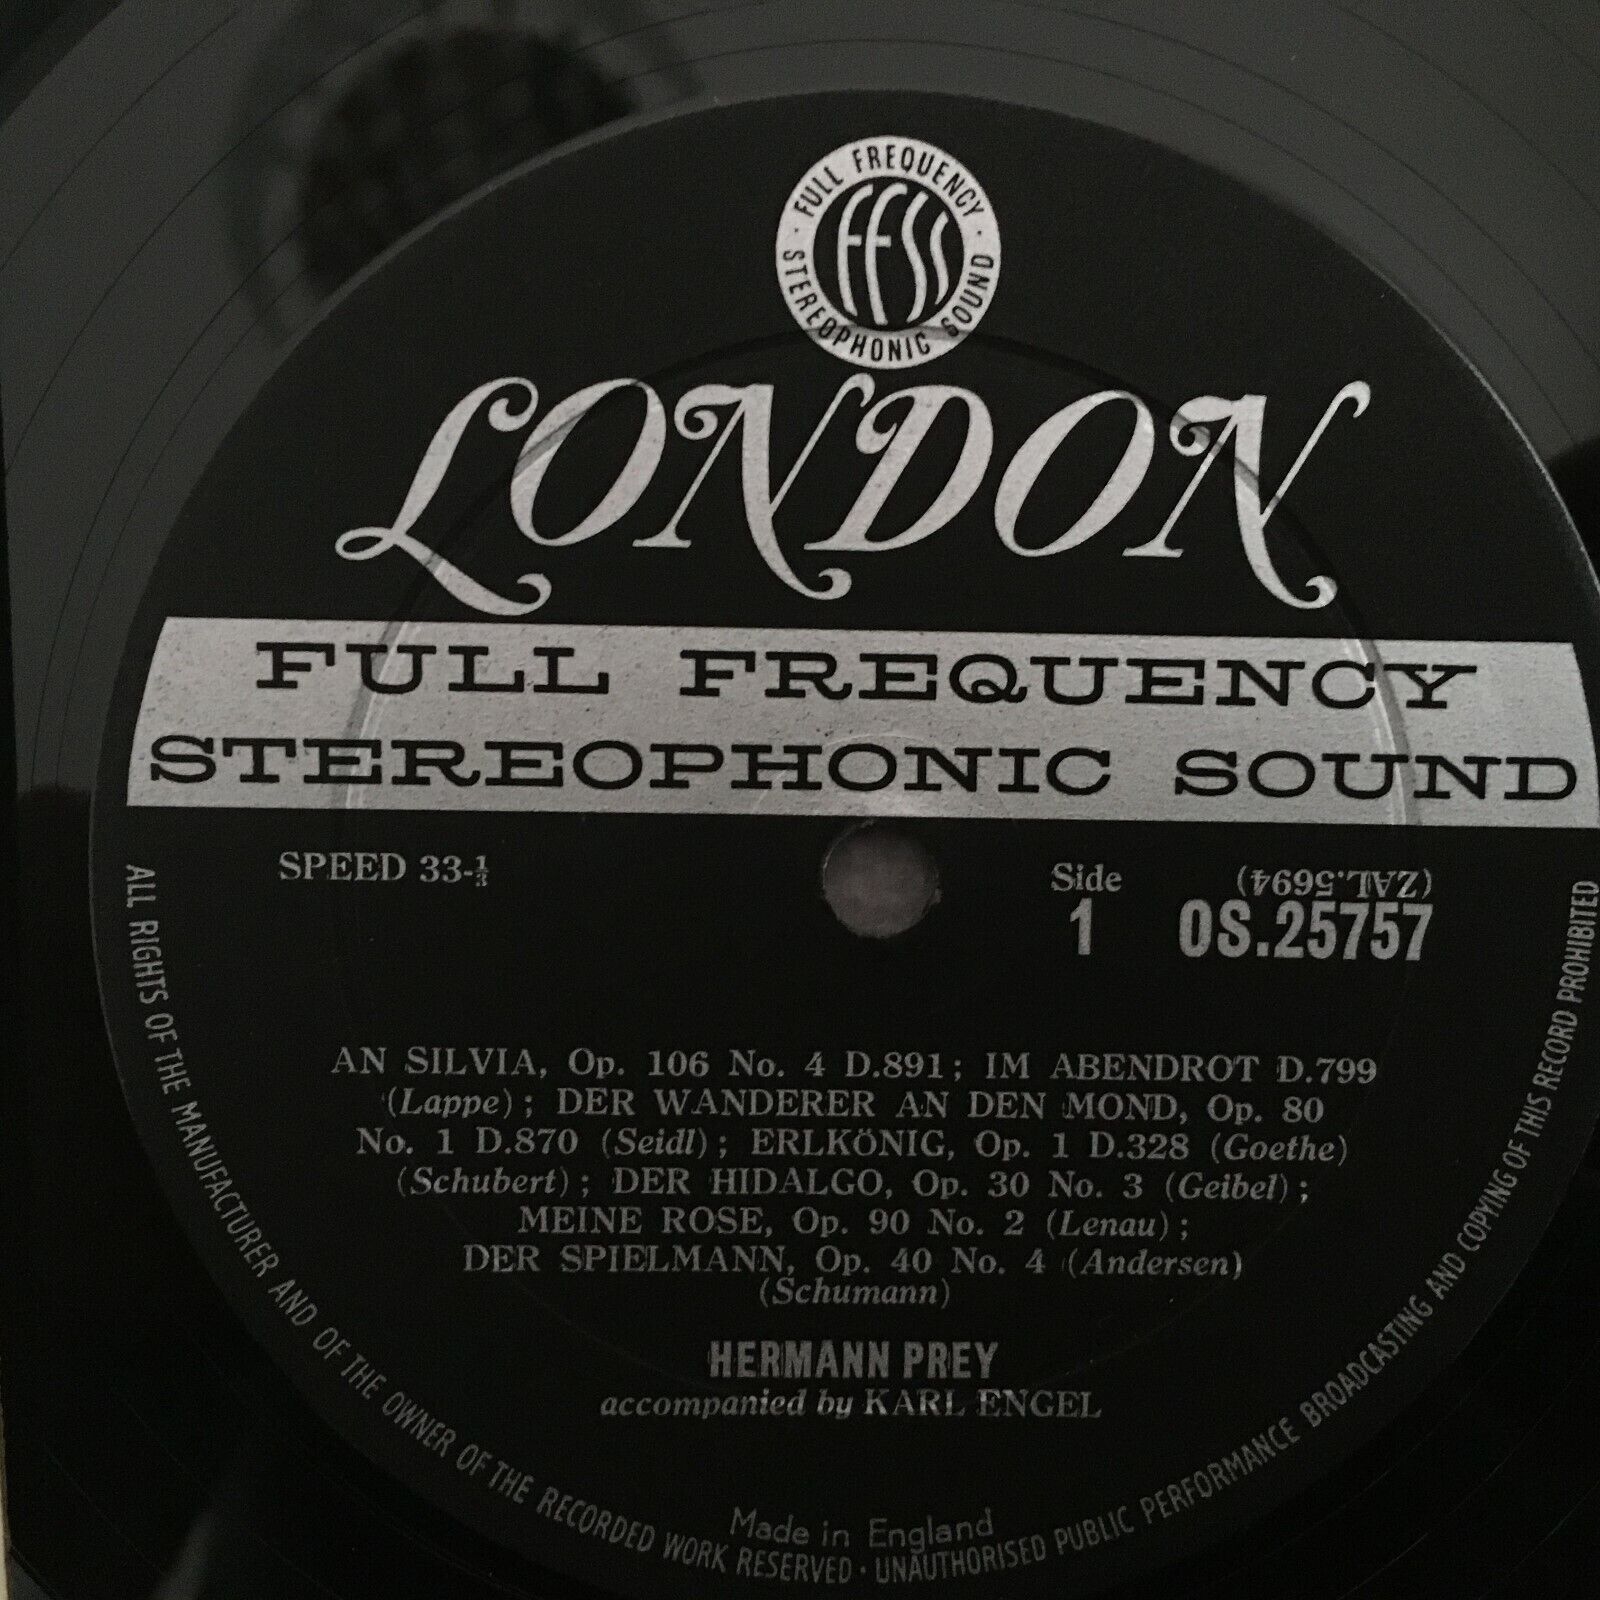 · FULL FREQUENCY · STEREOPHONIC SOUND
FFSS
LONDON
FULL FREQUENCY
STEREOPHONIC SOUND
SPEED 33-⅓
Side
1
(ZAL.5694)
OS.25757
AN SILVIA, Op. 106 No. 4 D.891; IM ABENDROT D.799
(Lappe); DER WANDERER AN DEN MOND, Op. 80
No. 1 D.870 (Seidl); ERLKÖNIG, Op. 1 D.328 (Goethe)
(Schubert); DER HIDALGO, Op. 30 No. 3 (Geibel);
MEINE ROSE, Op. 90 No. 2 (Lenau);
DER SPIELMANN, Op. 40 No. 4 (Andersen)
(Schumann)
HERMANN PREY
accompanied by KARL ENGEL
Made in England
ALL RIGHTS OF THE MANUFACTURER AND OF THE OWNER OF THE RECORDED WORK RESERVED · UNAUTHORISED PUBLIC PERFORMANCE BROADCASTING AND COPYING OF THIS RECORD PROHIBITED